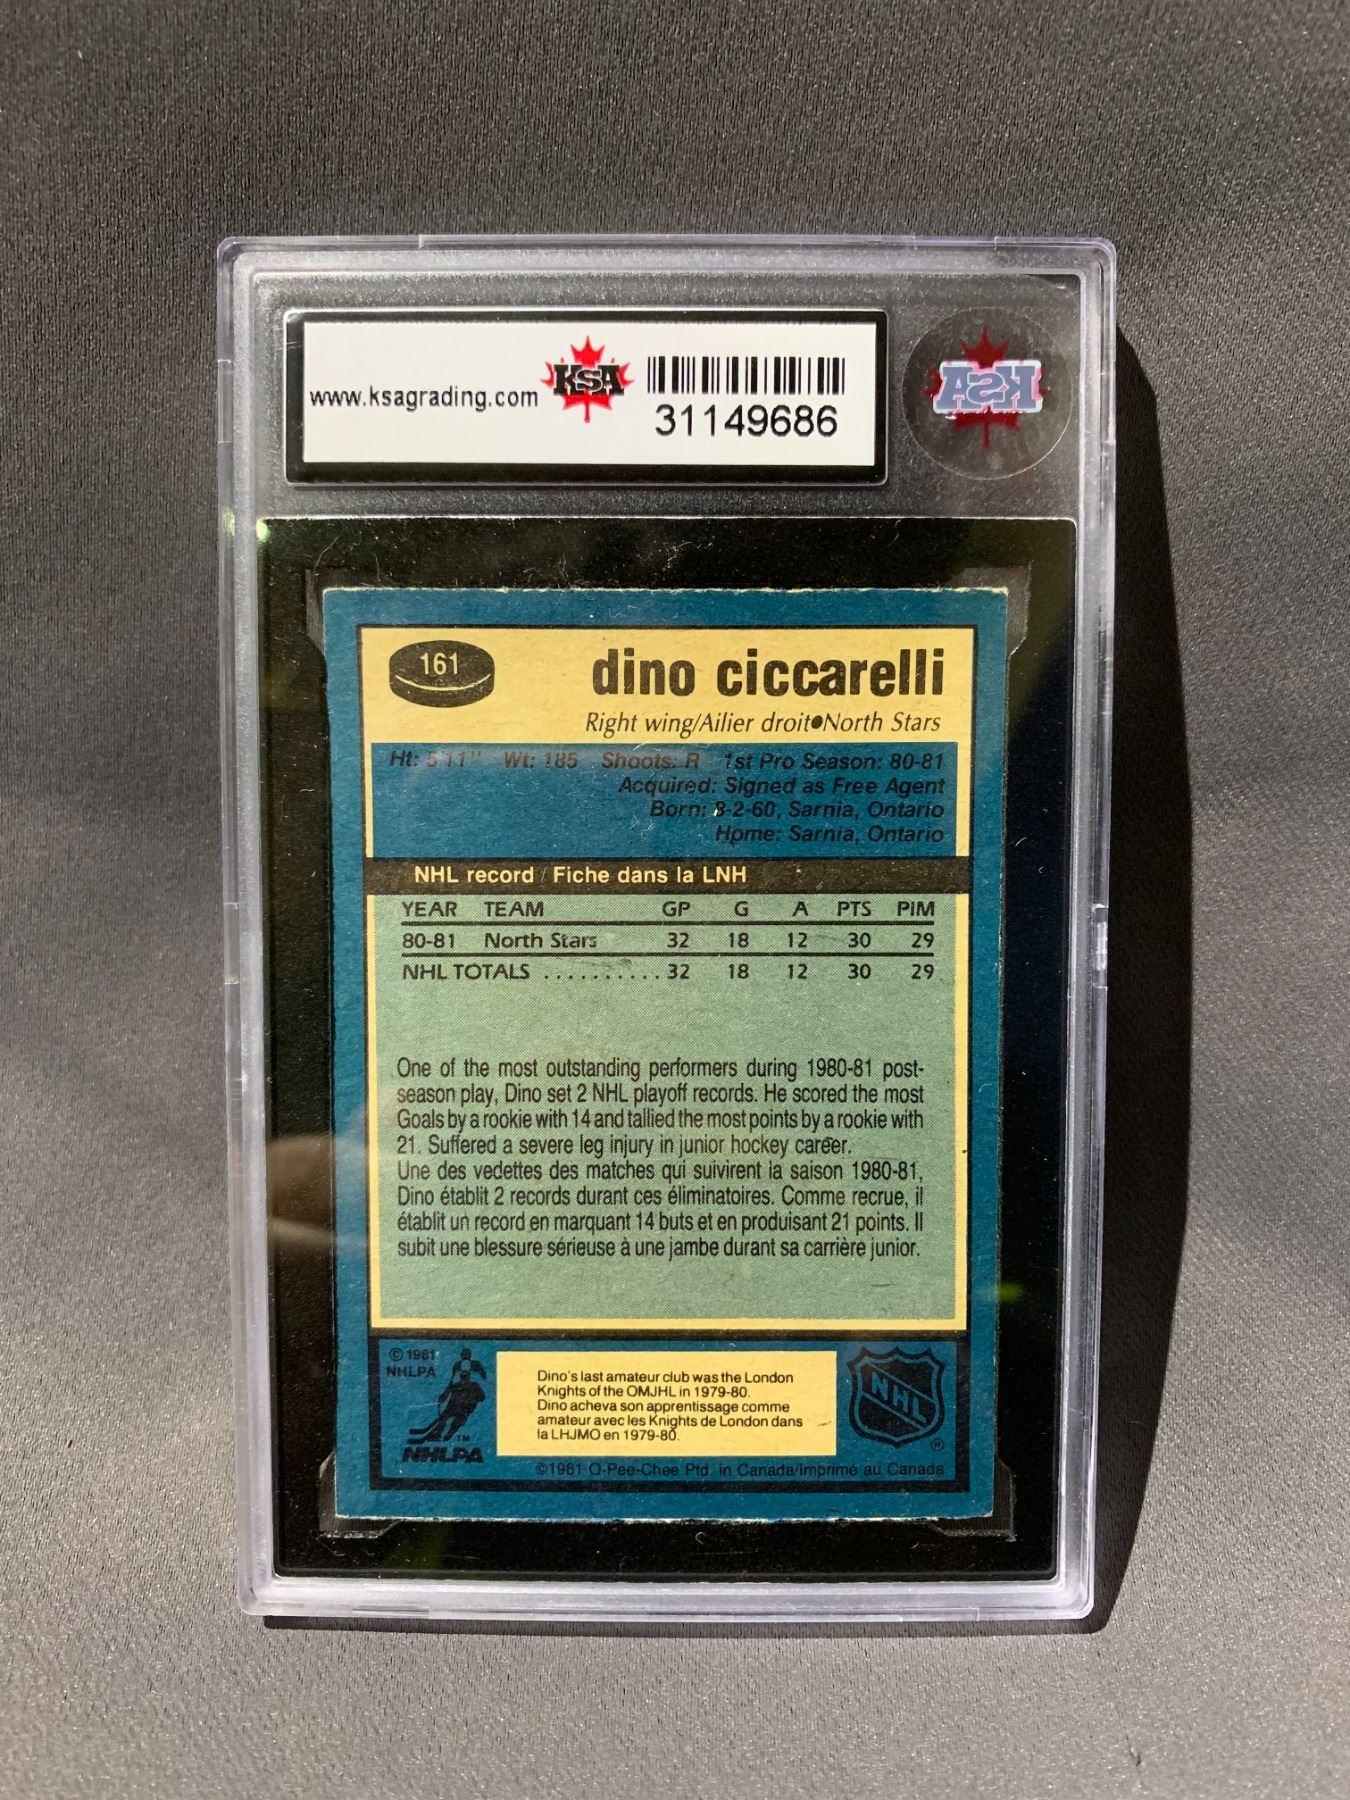 www.ksagrading.com
KSA
31149686
KSA
161
dino ciccarelli
Right wing/Ailier droit•North Stars
Ht: 5'11" Wt: 185 Shoots: R 1st Pro Season: 80-81
Acquired: Signed as Free Agent
Born: 8-2-60, Sarnia, Ontario
Home: Sarnia, Ontario
NHL record / Fiche dans la LNH
YEAR TEAM GP G A PTS PIM
80-81 North Stars 32 18 12 30 29
NHL TOTALS .......... 32 18 12 30 29
One of the most outstanding performers during 1980-81 post-
season play, Dino set 2 NHL playoff records. He scored the most
Goals by a rookie with 14 and tallied the most points by a rookie with
21. Suffered a severe leg injury in junior hockey career.
Une des vedettes des matches qui suivirent la saison 1980-81,
Dino établit 2 records durant ces éliminatoires. Comme recrue, il
établit un record en marquant 14 buts et en produisant 21 points. Il
subit une blessure sérieuse à une jambe durant sa carrière junior.
© 1981
NHLPA
TM
NHLPA
Dino's last amateur club was the London
Knights of the OMJHL in 1979-80.
Dino acheva son apprentissage comme
amateur avec les Knights de London dans
la LHJMO en 1979-80.
NHL
®
©1981 O-Pee-Chee Ptd. in Canada/Imprimé au Canada